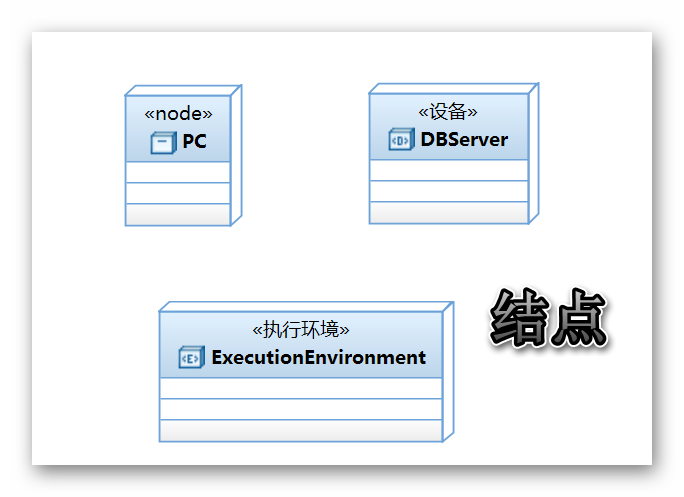 «node»
PC
«设备»
DBServer
«执行环境»
ExecutionEnvironment
结点